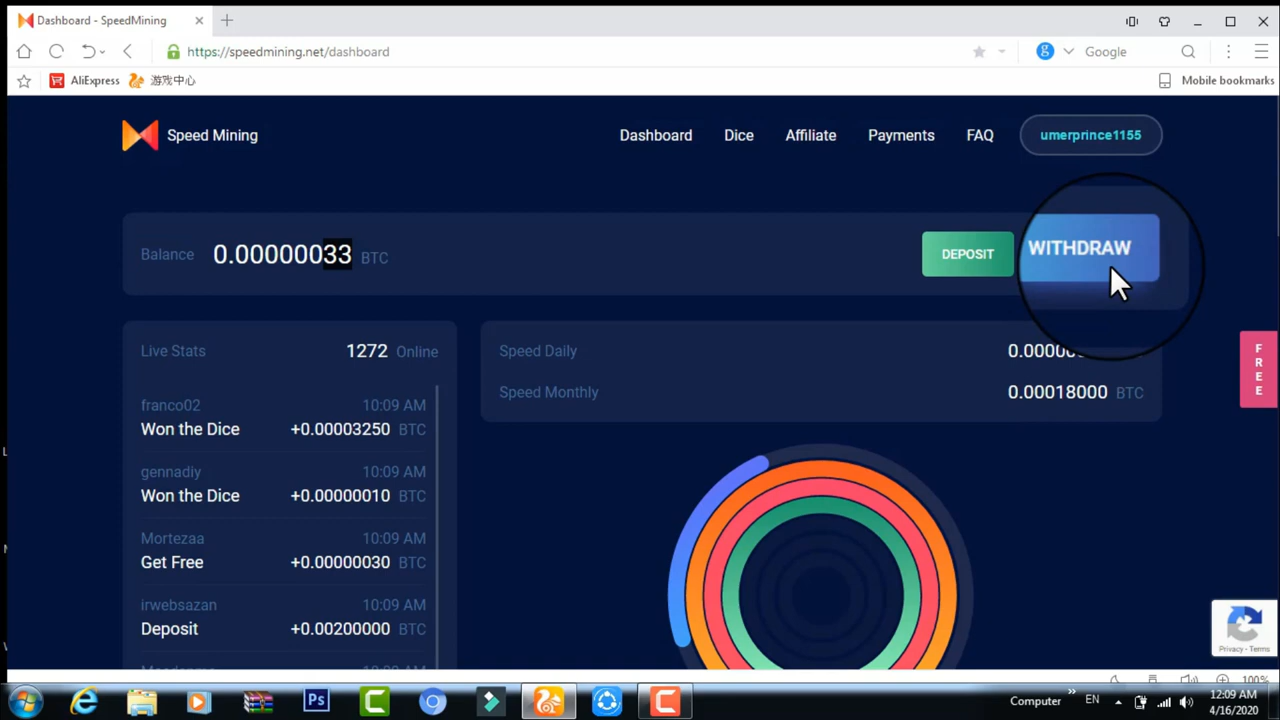 Dashboard - SpeedMining
https://speedmining.net/dashboard
Google
AliExpress
游戏中心
Mobile bookmarks
Speed Mining
Dashboard
Dice
Affiliate
Payments
FAQ
umerprince1155
Balance 0.00000033 BTC
DEPOSIT
WITHDRAW
Live Stats 1272 Online
franco02 10:09 AM
Won the Dice +0.00003250 BTC
gennadiy 10:09 AM
Won the Dice +0.00000010 BTC
Mortezaa 10:09 AM
Get Free +0.00000030 BTC
irwebsazan 10:09 AM
Deposit +0.00200000 BTC
Speed Daily
Speed Monthly 0.00018000 BTC
FREE
Privacy - Terms
100%
Computer
EN
12:09 AM
4/16/2020